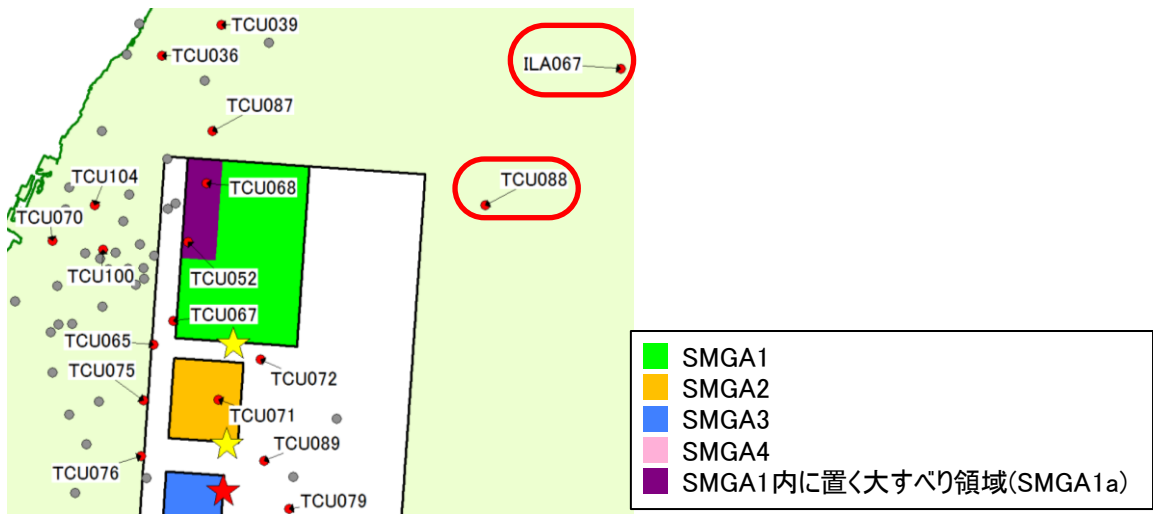 TCU039
TCU036
ILA067
TCU087
TCU104
TCU068
TCU088
TCU070
TCU100
TCU052
TCU067
TCU065
TCU075
TCU072
TCU071
TCU089
TCU076
TCU079
SMGA1
SMGA2
SMGA3
SMGA4
SMGA1内に置く大すべり領域(SMGA1a)